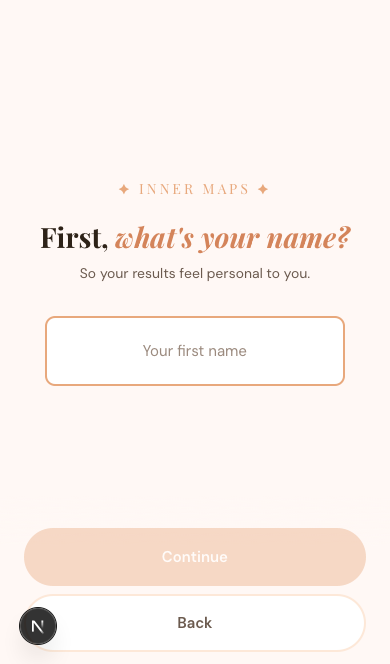 ✦ INNER MAPS ✦
First, what's your name?
So your results feel personal to you.
Your first name
Continue
Back
N